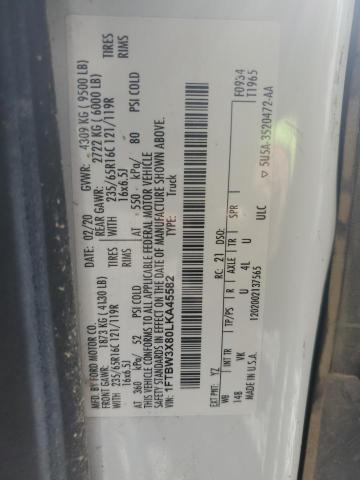 MFD. BY FORD MOTOR CO.
DATE: 02/20 GVWR: 4309 KG ( 9500 LB)
FRONT GAWR: 1873 KG ( 4130 LB) REAR GAWR: 2722 KG ( 6000 LB)
WITH 235/65R16C 121/119R TIRES WITH 235/65R16C 121/119R TIRES
16x6.5J RIMS 16x6.5J RIMS
AT 360 kPa/ 52 PSI COLD AT 550 kPa/ 80 PSI COLD
THIS VEHICLE CONFORMS TO ALL APPLICABLE FEDERAL MOTOR VEHICLE
SAFETY STANDARDS IN EFFECT ON THE DATE OF MANUFACTURE SHOWN ABOVE.
VIN: 1FTBW3X80LKA45582 Truck
F0934
T1965
EXT PNT: YZ RC: 21 DSO:
WB INT TR TP/PS R AXLE TR SPR
148 VK U 4L U ULC
MADE IN U.S.A. 1202002137565 ▽ 5USA-3520472-AA